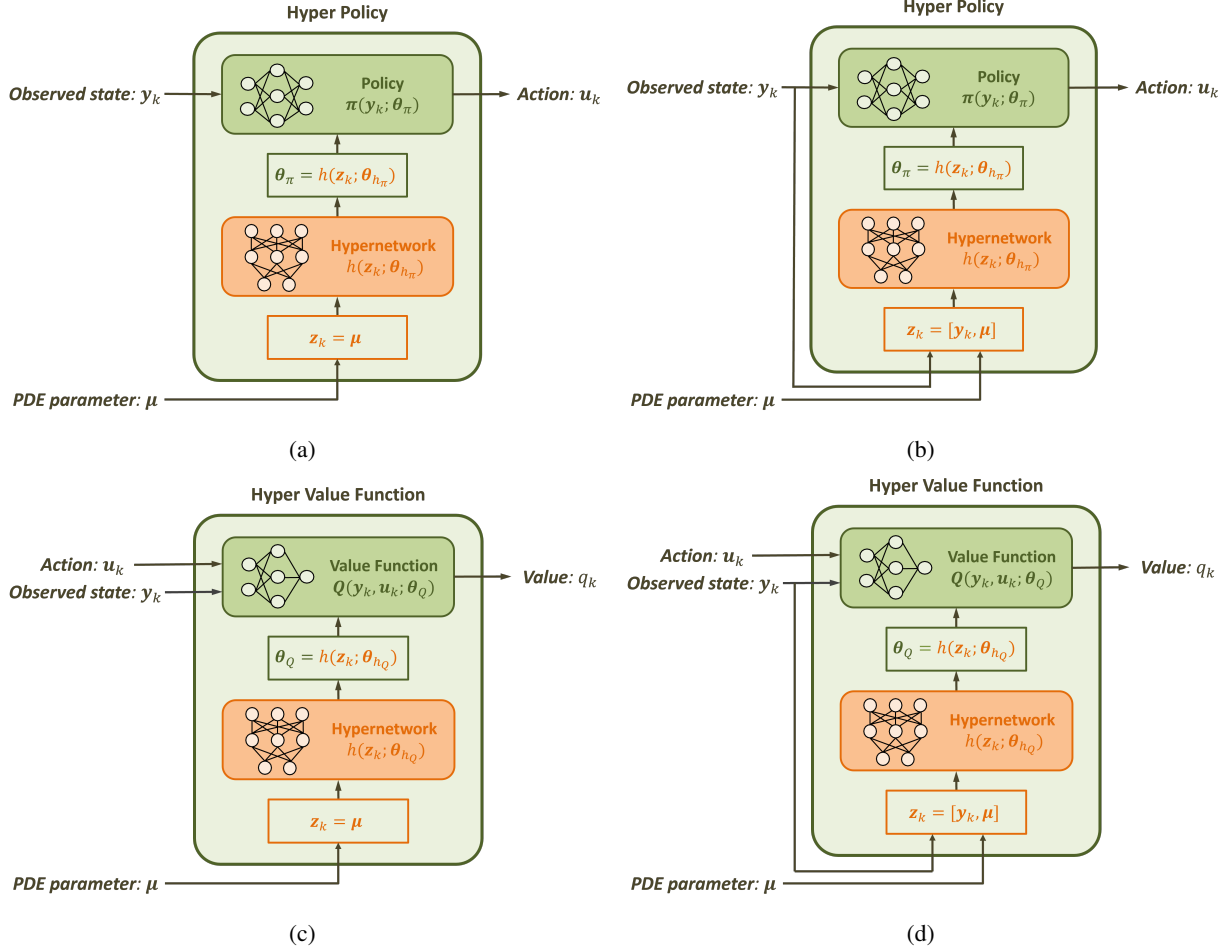 Hyper Policy
Policy
π(y_k; θ_π)
Observed state: y_k
Action: u_k
θ_π = h(z_k; θ_{h_π})
Hypernetwork
h(z_k; θ_{h_π})
z_k = μ
PDE parameter: μ
(a)
Hyper Policy
Policy
π(y_k; θ_π)
Observed state: y_k
Action: u_k
θ_π = h(z_k; θ_{h_π})
Hypernetwork
h(z_k; θ_{h_π})
z_k = [y_k, μ]
PDE parameter: μ
(b)
Hyper Value Function
Action: u_k
Value Function
Q(y_k, u_k; θ_Q)
Observed state: y_k
Value: q_k
θ_Q = h(z_k; θ_{h_Q})
Hypernetwork
h(z_k; θ_{h_Q})
z_k = μ
PDE parameter: μ
(c)
Hyper Value Function
Action: u_k
Value Function
Q(y_k, u_k; θ_Q)
Observed state: y_k
Value: q_k
θ_Q = h(z_k; θ_{h_Q})
Hypernetwork
h(z_k; θ_{h_Q})
z_k = [y_k, μ]
PDE parameter: μ
(d)